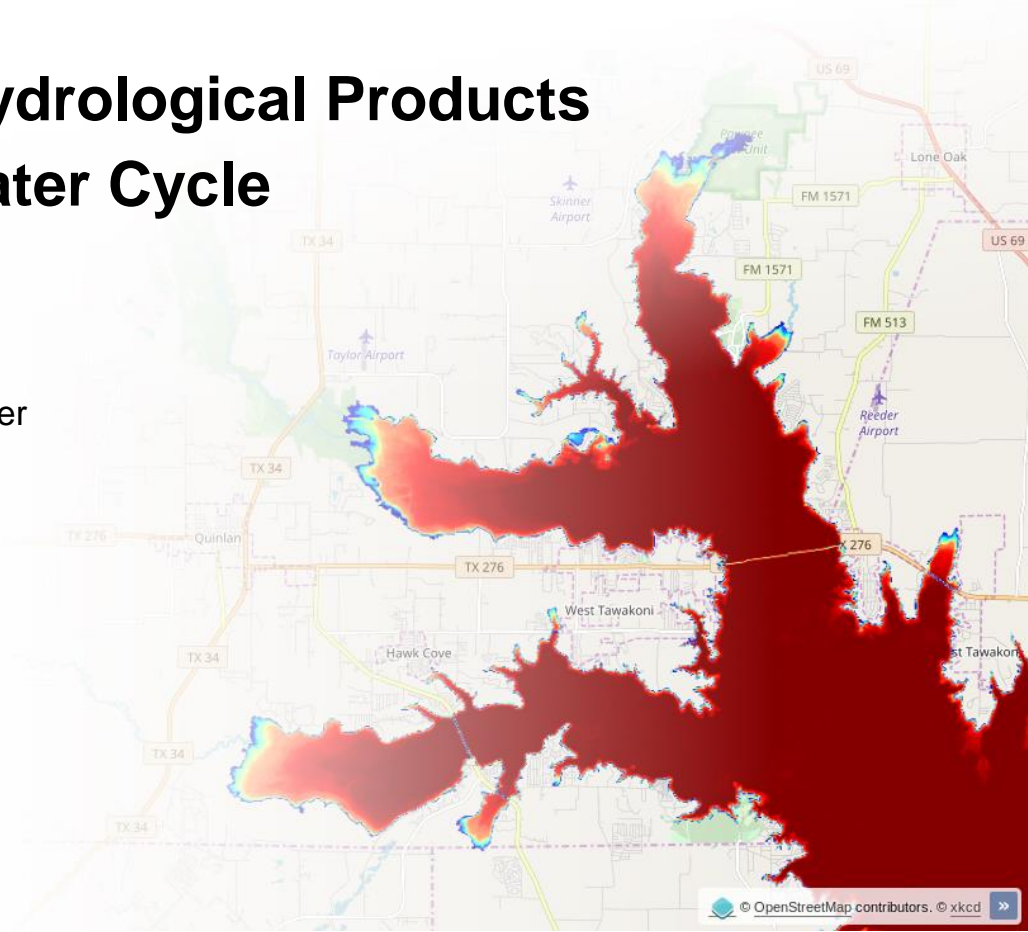 ydrological Products
ater Cycle
er
US 69
Lone Oak
Skinner
Airport
FM 1571
TX 34
US 69
FM 1571
FM 513
Taylor Airport
Reeder
Airport
TX 34
TX 276
Quinlan
X 276
TX 276
West Tawakoni
Hawk Cove
TX 34
st Tawakon
TX 34
TX 34
© OpenStreetMap contributors. © xkcd »